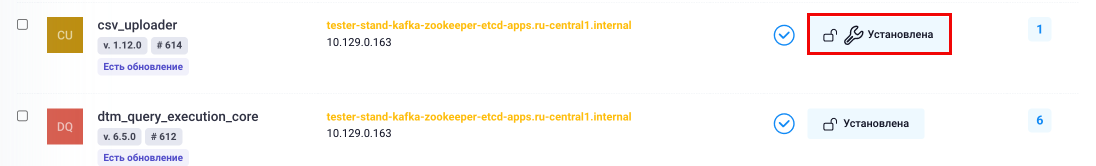 CU
csv_uploader
v. 1.12.0 # 614
Есть обновление
tester-stand-kafka-zookeeper-etcd-apps.ru-central1.internal
10.129.0.163
Установлена
1
DQ
dtm_query_execution_core
v. 6.5.0 # 612
Есть обновление
tester-stand-kafka-zookeeper-etcd-apps.ru-central1.internal
10.129.0.163
Установлена
6